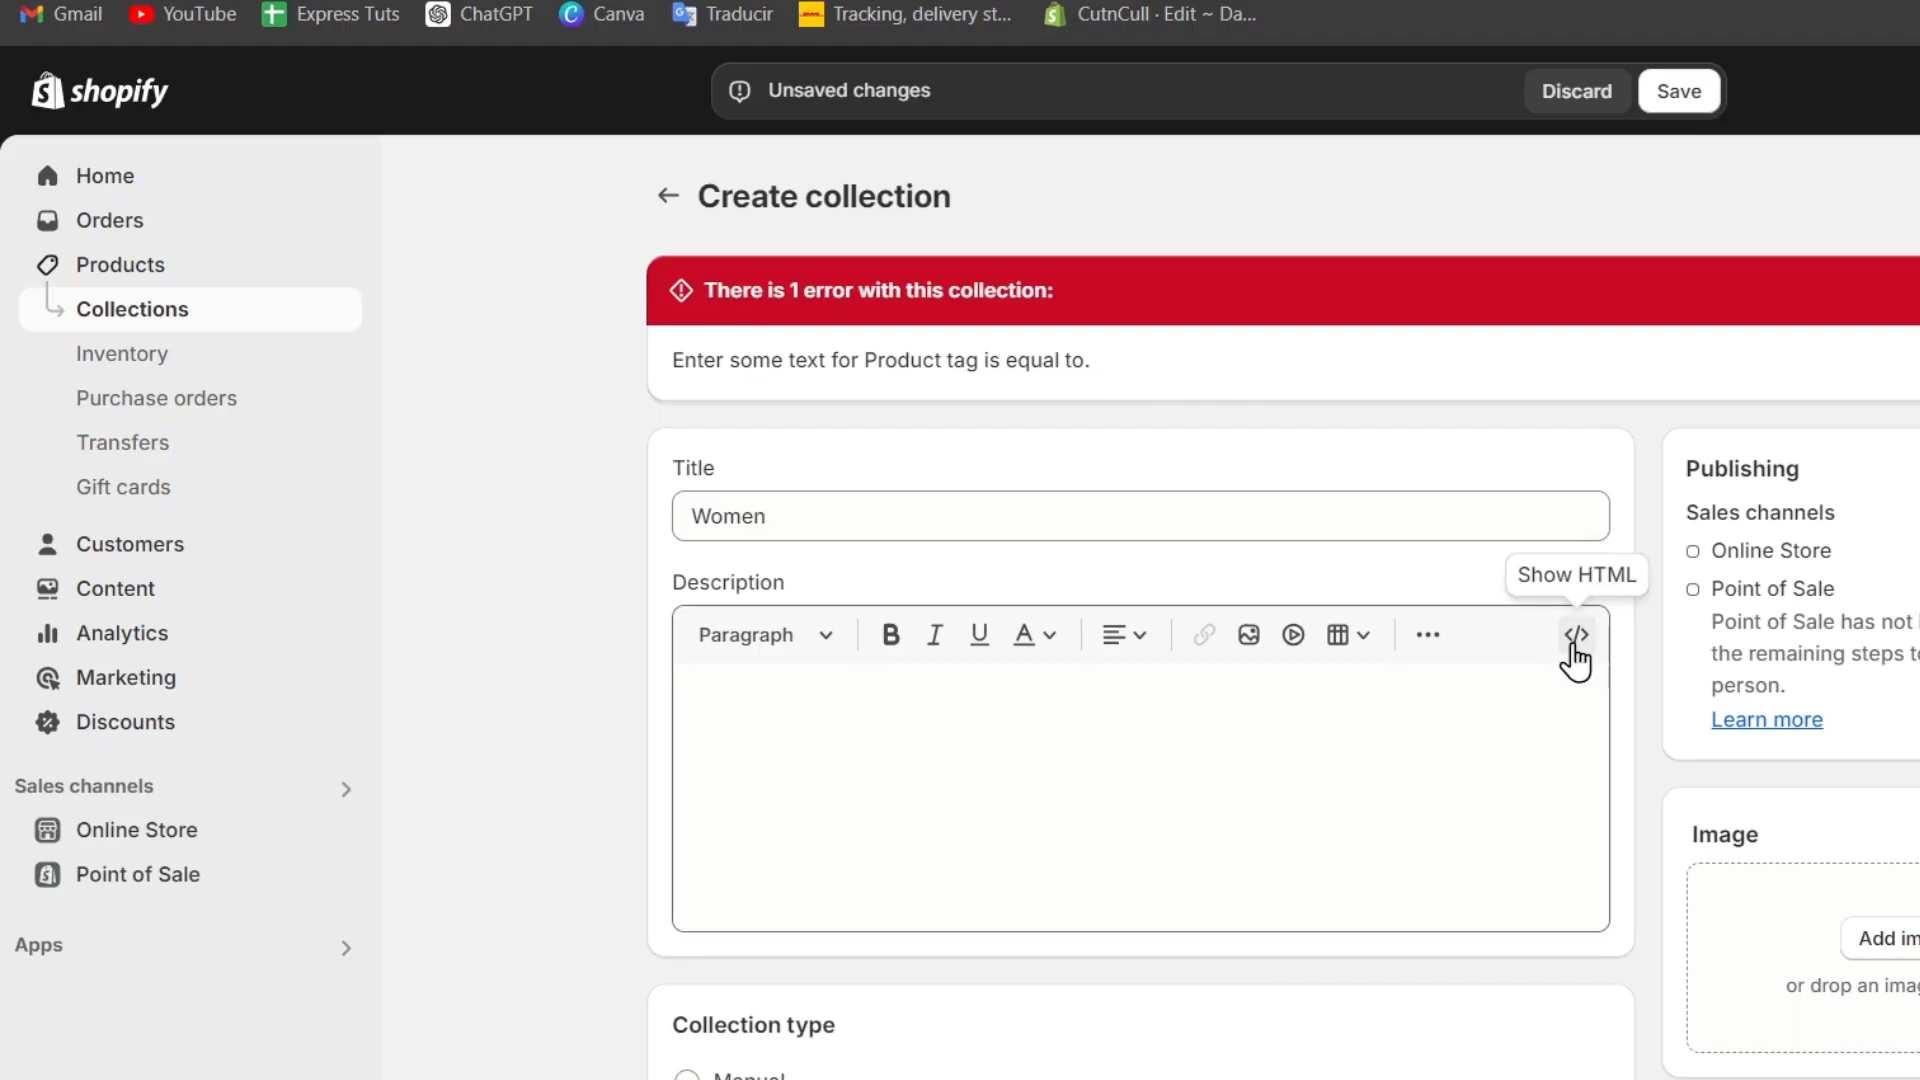 Gmail
YouTube
Express Tuts
ChatGPT
Canva
Traducir
Tracking, delivery st...
CutnCull · Edit ~ Da...
shopify
Unsaved changes
Discard
Save
Home
Orders
Products
Collections
Inventory
Purchase orders
Transfers
Gift cards
Customers
Content
Analytics
Marketing
Discounts
Sales channels
Online Store
Point of Sale
Apps
Create collection
There is 1 error with this collection:
Enter some text for Product tag is equal to.
Title
Women
Description
Show HTML
Paragraph
B I U A
Collection type
Manual
Publishing
Sales channels
Online Store
Point of Sale
Point of Sale has not
the remaining steps to
person.
Learn more
Image
Add im
or drop an imag